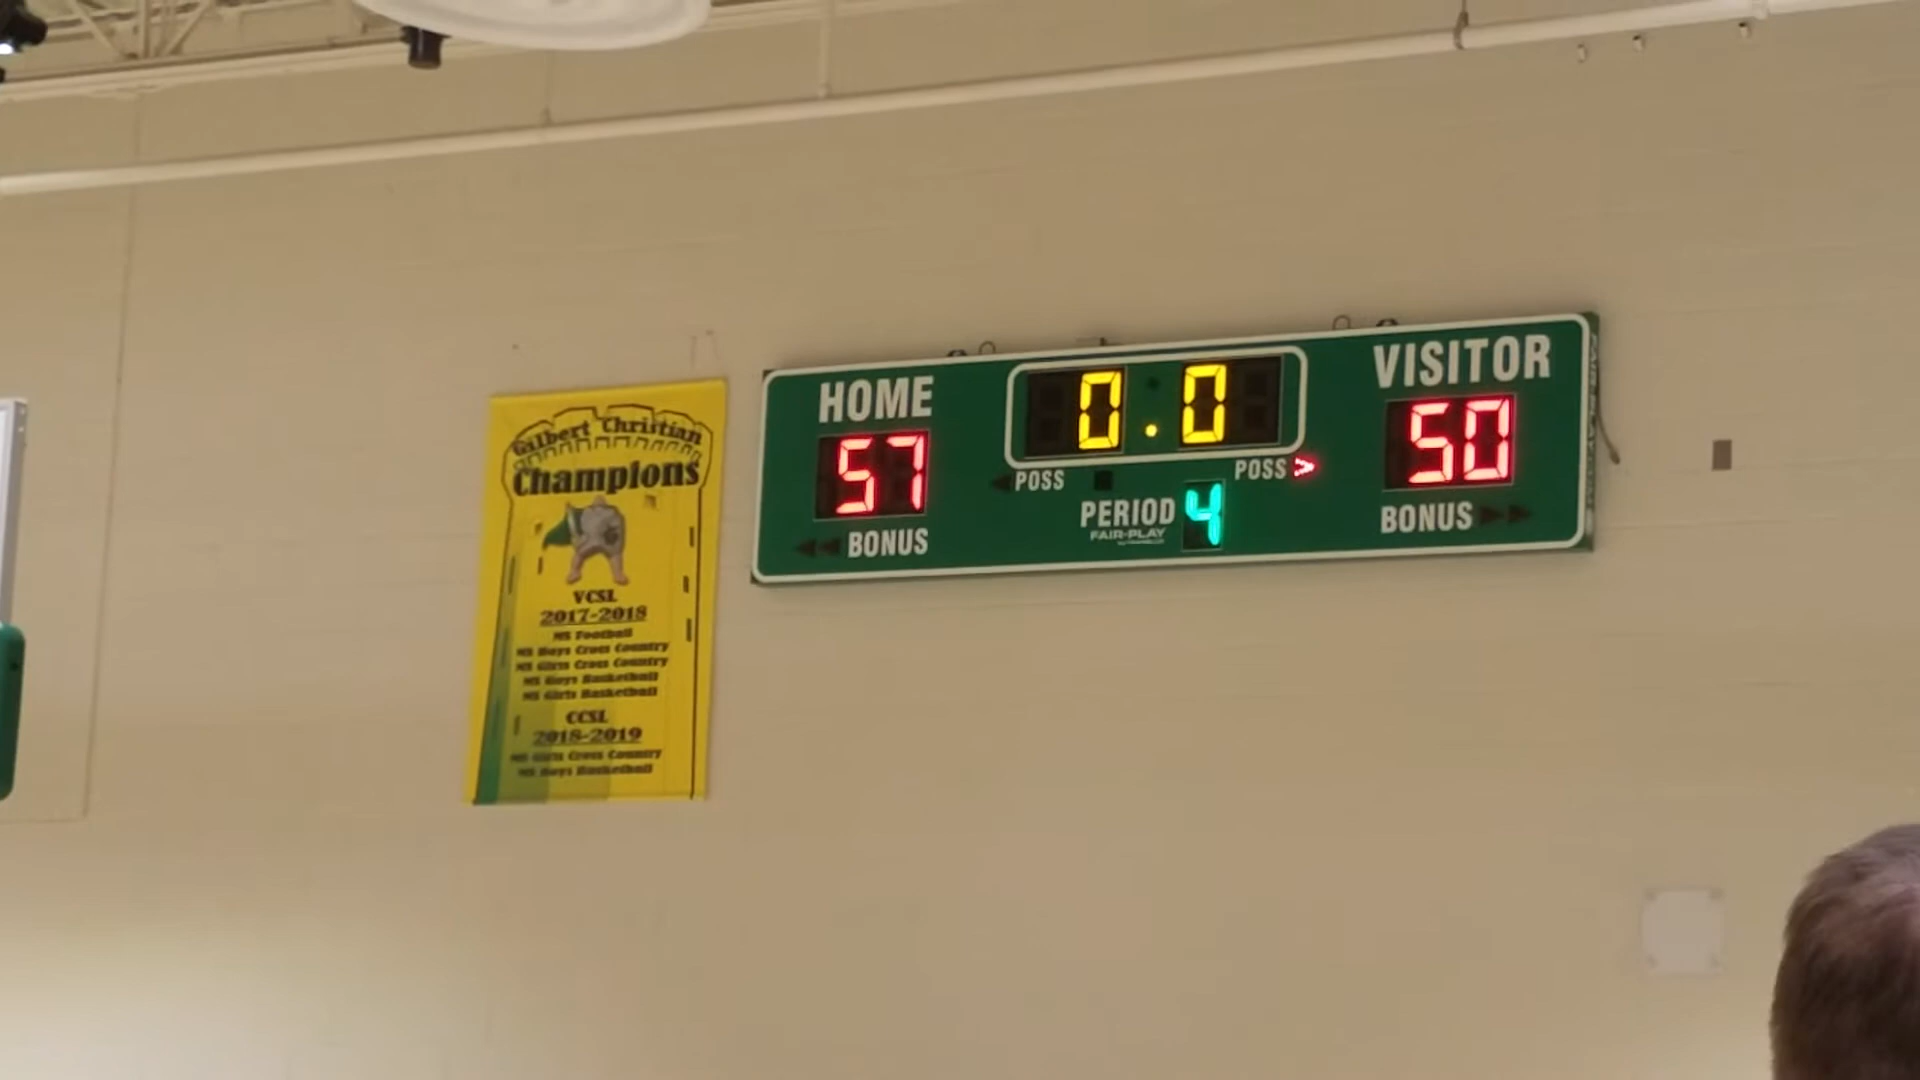 Gilbert Christian
Champions
VCSL
2017-2018
MS Football
MS Boys Cross Country
MS Girls Cross Country
MS Boys Basketball
MS Girls Basketball
CCSL
2018-2019
MS Girls Cross Country
MS Boys Basketball
HOME
57
BONUS
0.0
POSS
POSS
PERIOD 4
FAIR-PLAY
VISITOR
50
BONUS